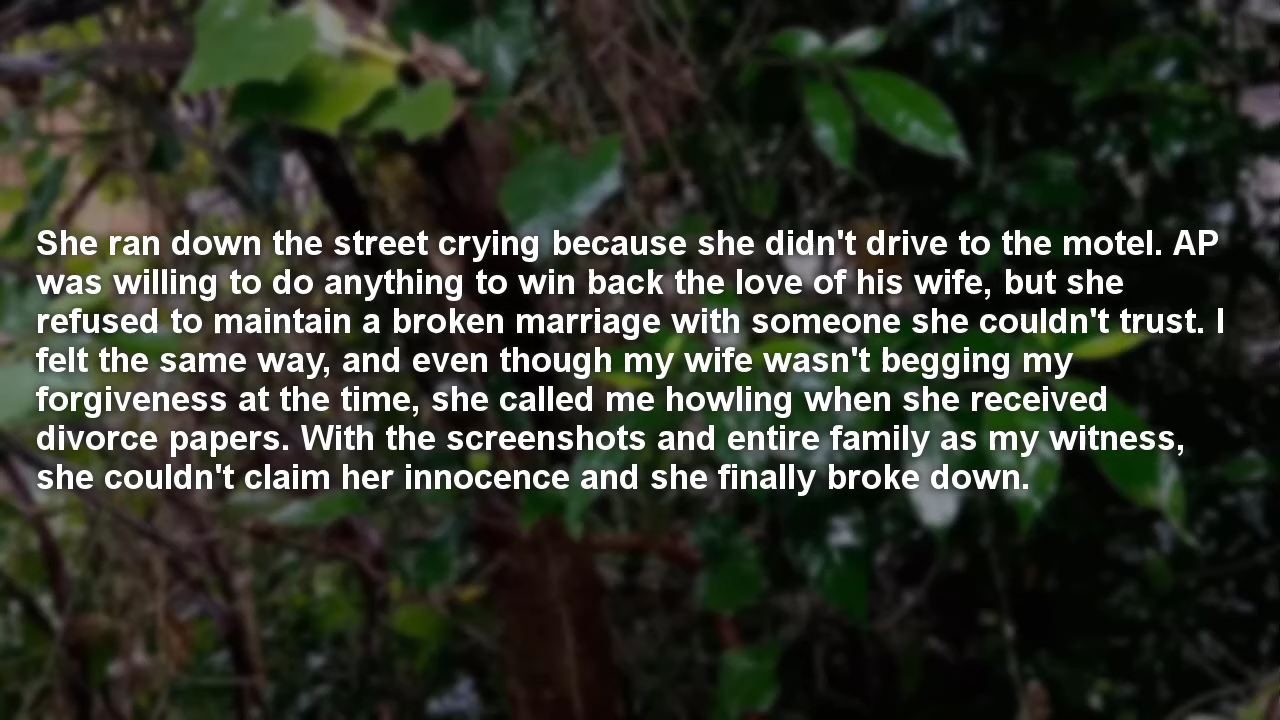 She ran down the street crying because she didn't drive to the motel. AP
was willing to do anything to win back the love of his wife, but she
refused to maintain a broken marriage with someone she couldn't trust. I
felt the same way, and even though my wife wasn't begging my
forgiveness at the time, she called me howling when she received
divorce papers. With the screenshots and entire family as my witness,
she couldn't claim her innocence and she finally broke down.